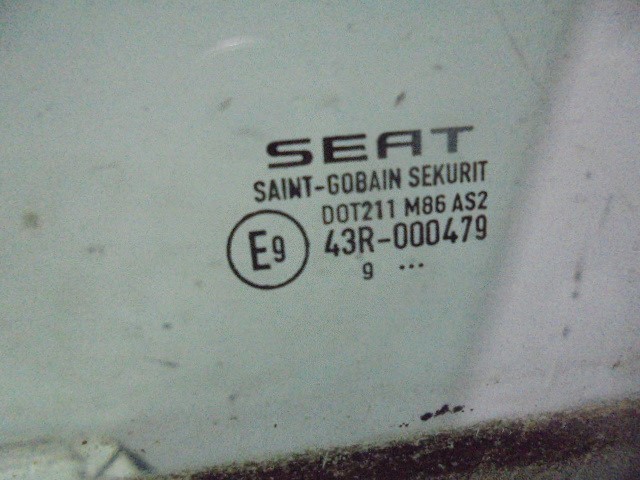 SEAT
SAINT-GOBAIN SEKURIT
DOT211 M86 AS2
E9 43R-000479
9 ...